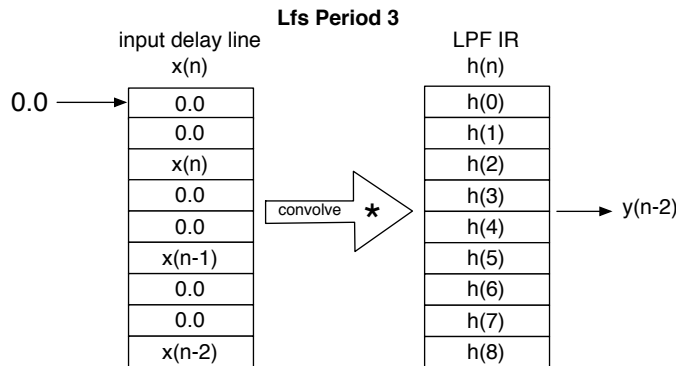 Lfs Period 3
input delay line
x(n)
LPF IR
h(n)
0.0
0.0
0.0
x(n)
0.0
0.0
x(n-1)
0.0
0.0
x(n-2)
convolve
*
h(0)
h(1)
h(2)
h(3)
h(4)
h(5)
h(6)
h(7)
h(8)
y(n-2)